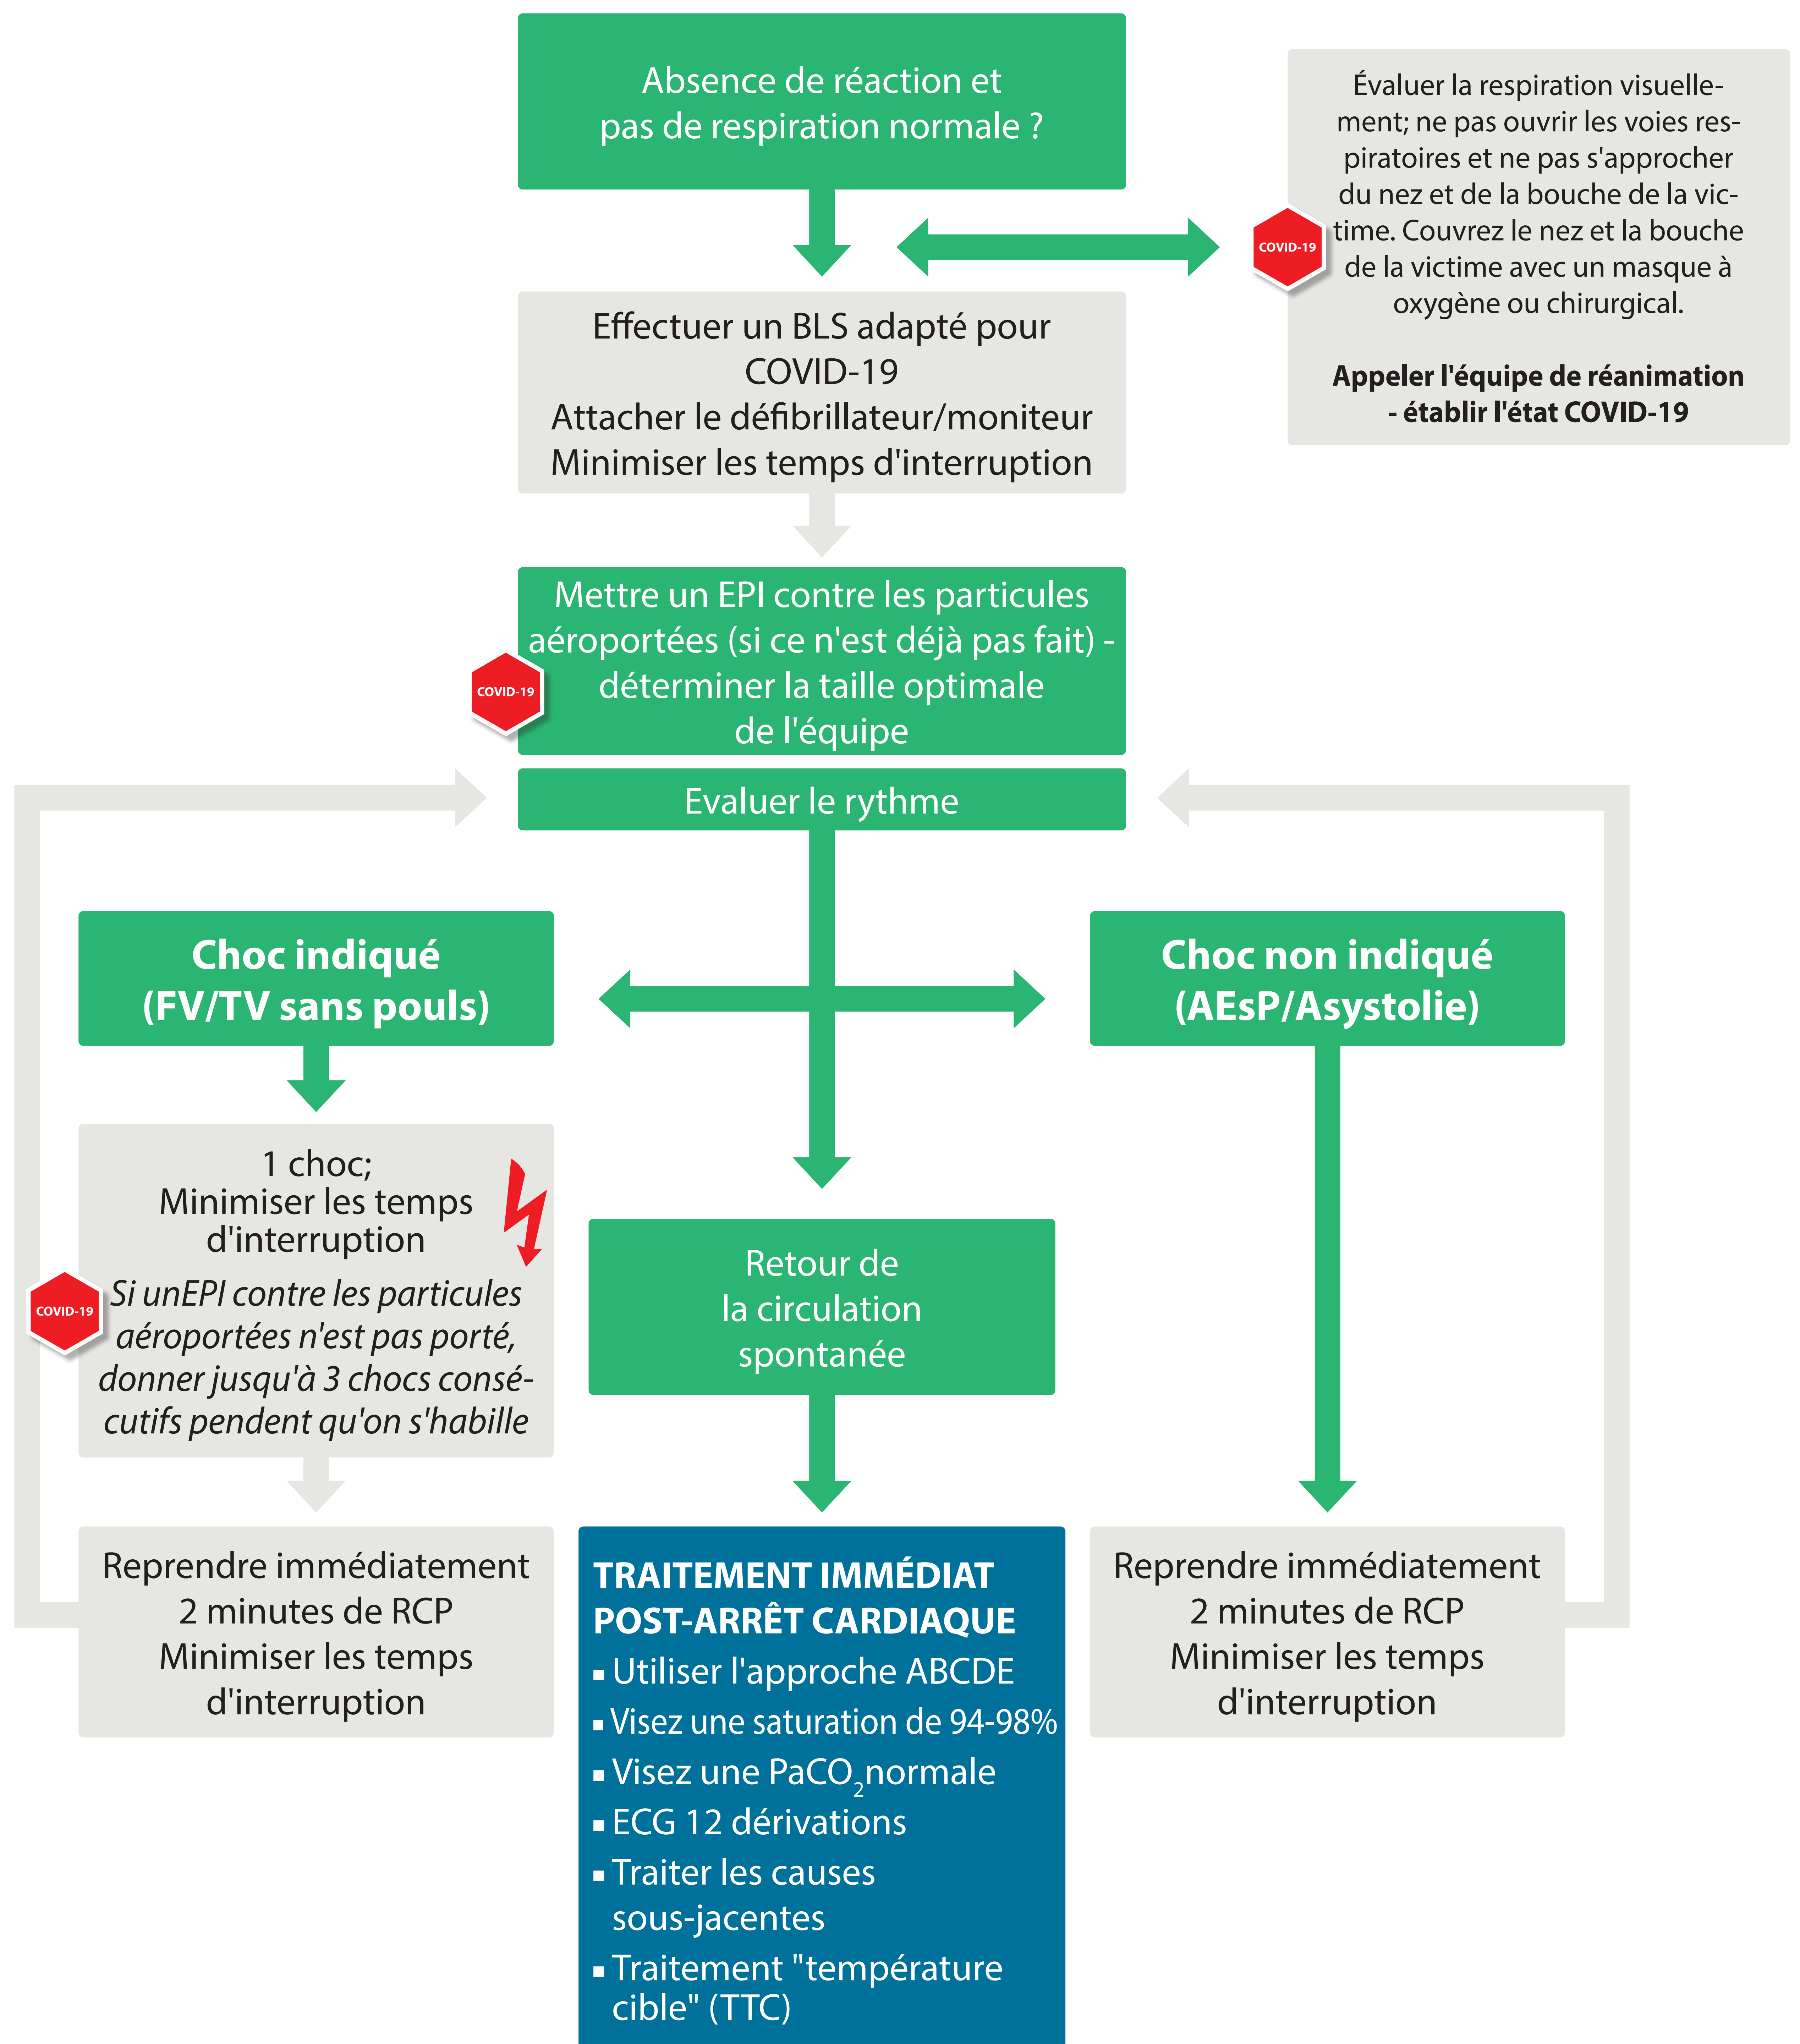 Absence de réaction et
pas de respiration normale ?
Évaluer la respiration visuelle-
ment; ne pas ouvrir les voies res-
piratoires et ne pas s'approcher
du nez et de la bouche de la vic-
time. Couvrez le nez et la bouche
de la victime avec un masque à
oxygène ou chirurgical.
Appeler l'équipe de réanimation
- établir l'état COVID-19
COVID-19
Effectuer un BLS adapté pour
COVID-19
Attacher le défibrillateur/moniteur
Minimiser les temps d'interruption
Mettre un EPI contre les particules
aéroportées (si ce n'est déjà pas fait) -
déterminer la taille optimale
de l'équipe
COVID-19
Evaluer le rythme
Choc indiqué
(FV/TV sans pouls)
Choc non indiqué
(AEsP/Asystolie)
1 choc;
Minimiser les temps
d'interruption
Si unEPI contre les particules
aéroportées n'est pas porté,
donner jusqu'à 3 chocs consé-
cutifs pendent qu'on s'habille
COVID-19
Retour de
la circulation
spontanée
Reprendre immédiatement
2 minutes de RCP
Minimiser les temps
d'interruption
TRAITEMENT IMMÉDIAT
POST-ARRÊT CARDIAQUE
▪ Utiliser l'approche ABCDE
▪ Visez une saturation de 94-98%
▪ Visez une PaCO₂normale
▪ ECG 12 dérivations
▪ Traiter les causes
sous-jacentes
▪ Traitement "température
cible" (TTC)
Reprendre immédiatement
2 minutes de RCP
Minimiser les temps
d'interruption